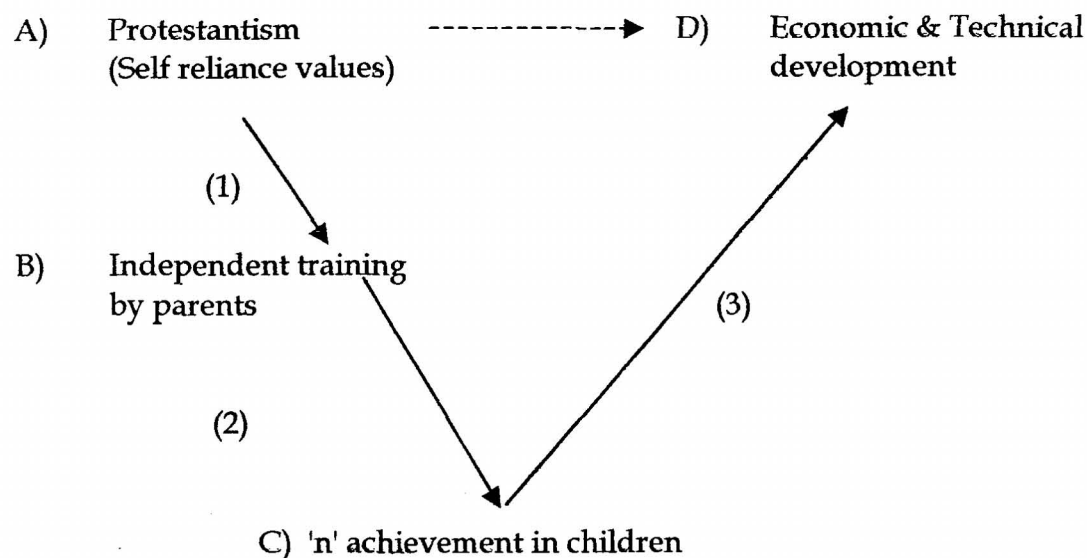 A) Protestantism D) Economic & Technical
(Self reliance values) development
(1)
B) Independent training
by parents
(3)
(2)
C) 'n' achievement in children